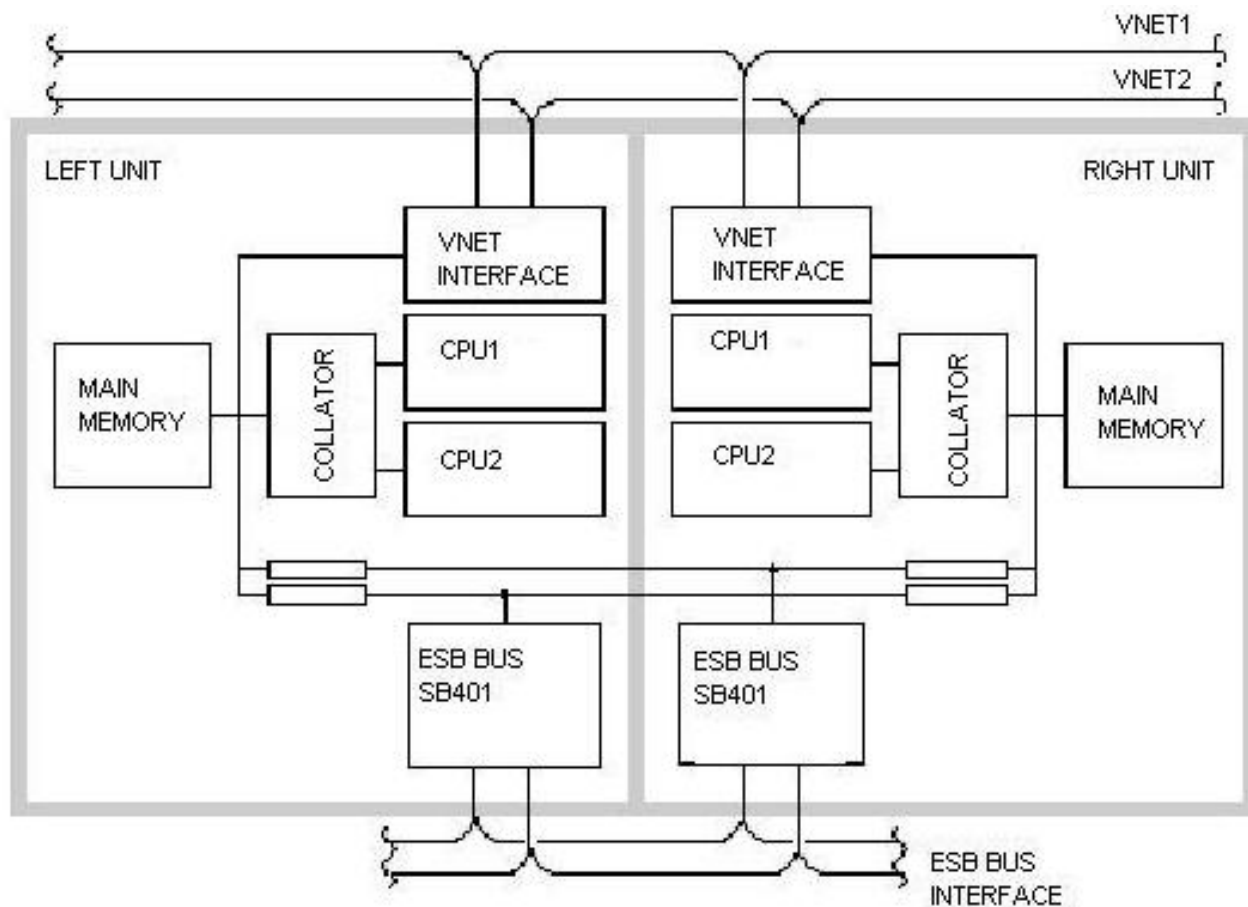 VNET1
VNET2
LEFT UNIT
RIGHT UNIT
VNET
INTERFACE
VNET
INTERFACE
CPU1
CPU1
MAIN
MEMORY
COLLATOR
COLLATOR
MAIN
MEMORY
CPU2
CPU2
ESB BUS
SB401
ESB BUS
SB401
ESB BUS
INTERFACE